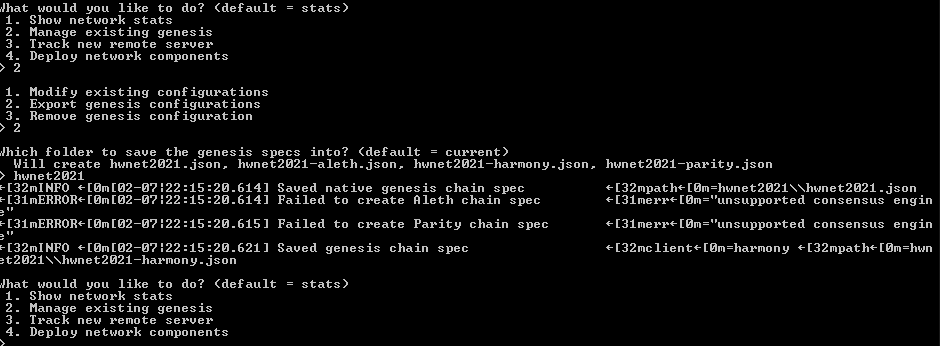 What would you like to do? (default = stats)
 1. Show network stats
 2. Manage existing genesis
 3. Track new remote server
 4. Deploy network components
> 2
 1. Modify existing configurations
 2. Export genesis configurations
 3. Remove genesis configuration
> 2
Which folder to save the genesis specs into? (default = current)
  Will create hwnet2021.json, hwnet2021-aleth.json, hwnet2021-harmony.json, hwnet2021-parity.json
> hwnet2021
←[32mINFO ←[0m[02-07|22:15:20.614] Saved native genesis chain spec          ←[32mpath←[0m=hwnet2021\\hwnet2021.json
←[31mERROR←[0m[02-07|22:15:20.614] Failed to create Aleth chain spec        ←[31merr←[0m="unsupported consensus engin
e"
←[31mERROR←[0m[02-07|22:15:20.615] Failed to create Parity chain spec       ←[31merr←[0m="unsupported consensus engin
e"
←[32mINFO ←[0m[02-07|22:15:20.621] Saved genesis chain spec                 ←[32mclient←[0m=harmony ←[32mpath←[0m=hwn
et2021\\hwnet2021-harmony.json
What would you like to do? (default = stats)
 1. Show network stats
 2. Manage existing genesis
 3. Track new remote server
 4. Deploy network components
>